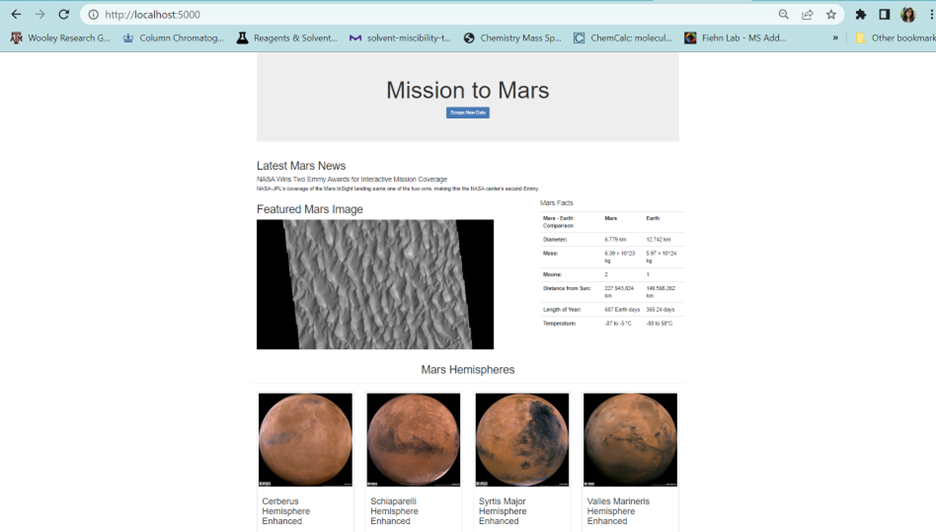 http://localhost:5000
Wooley Research G... Column Chromatog... Reagents & Solvent... solvent-miscibility-t... Chemistry Mass Sp... ChemCalc: molecul... Fiehn Lab - MS Add... » Other bookmark
Mission to Mars
Scrape New Data
Latest Mars News
NASA Wins Two Emmy Awards for Interactive Mission Coverage
NASA-JPL's coverage of the Mars InSight landing earns one of the two wins, making this the NASA center's second Emmy.
Featured Mars Image
Mars Facts
Mars - Earth Comparison Mars Earth
Diameter: 6,779 km 12,742 km
Mass: 6.39 × 10^23 kg 5.97 × 10^24 kg
Moons: 2 1
Distance from Sun: 227,943,824 km 149,598,262 km
Length of Year: 687 Earth days 365.24 days
Temperature: -87 to -5 °C -88 to 58°C
Mars Hemispheres
Cerberus
Hemisphere
Enhanced
Schiaparelli
Hemisphere
Enhanced
Syrtis Major
Hemisphere
Enhanced
Valles Marineris
Hemisphere
Enhanced